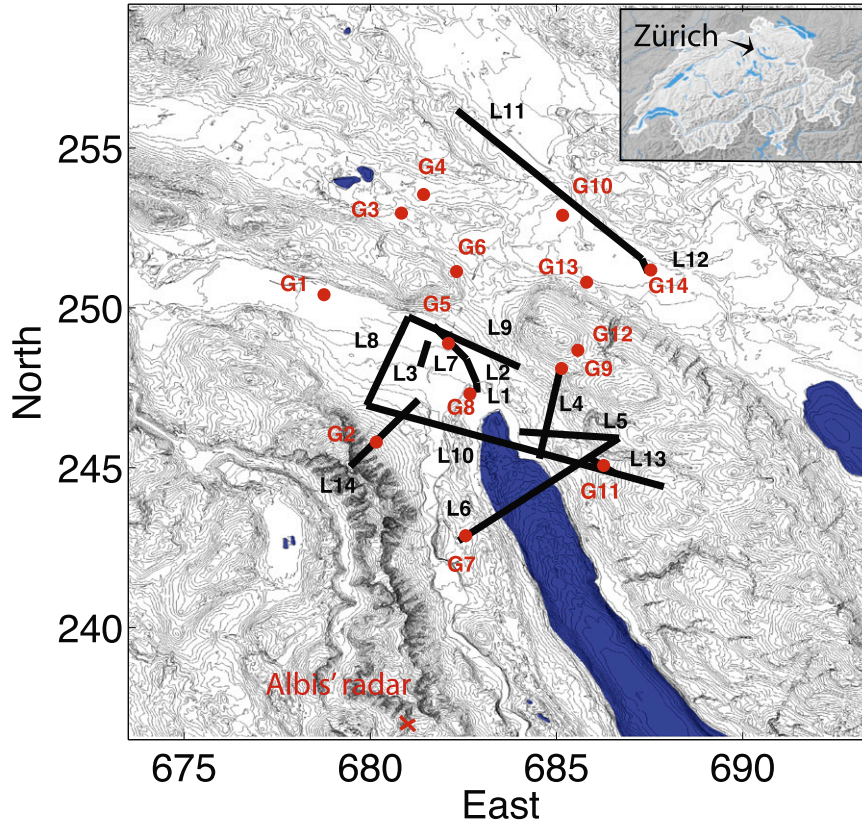 Zürich
L11
255
G4
G10
G3
G6
G13
L12
G1
G14
250
G5
L8
L9
G12
L3
L7
L2
G9
G8
L1
L4
L5
G2
North
245
L10
L13
L14
G11
L6
G7
240
Albis' radar
675
680
685
690
East